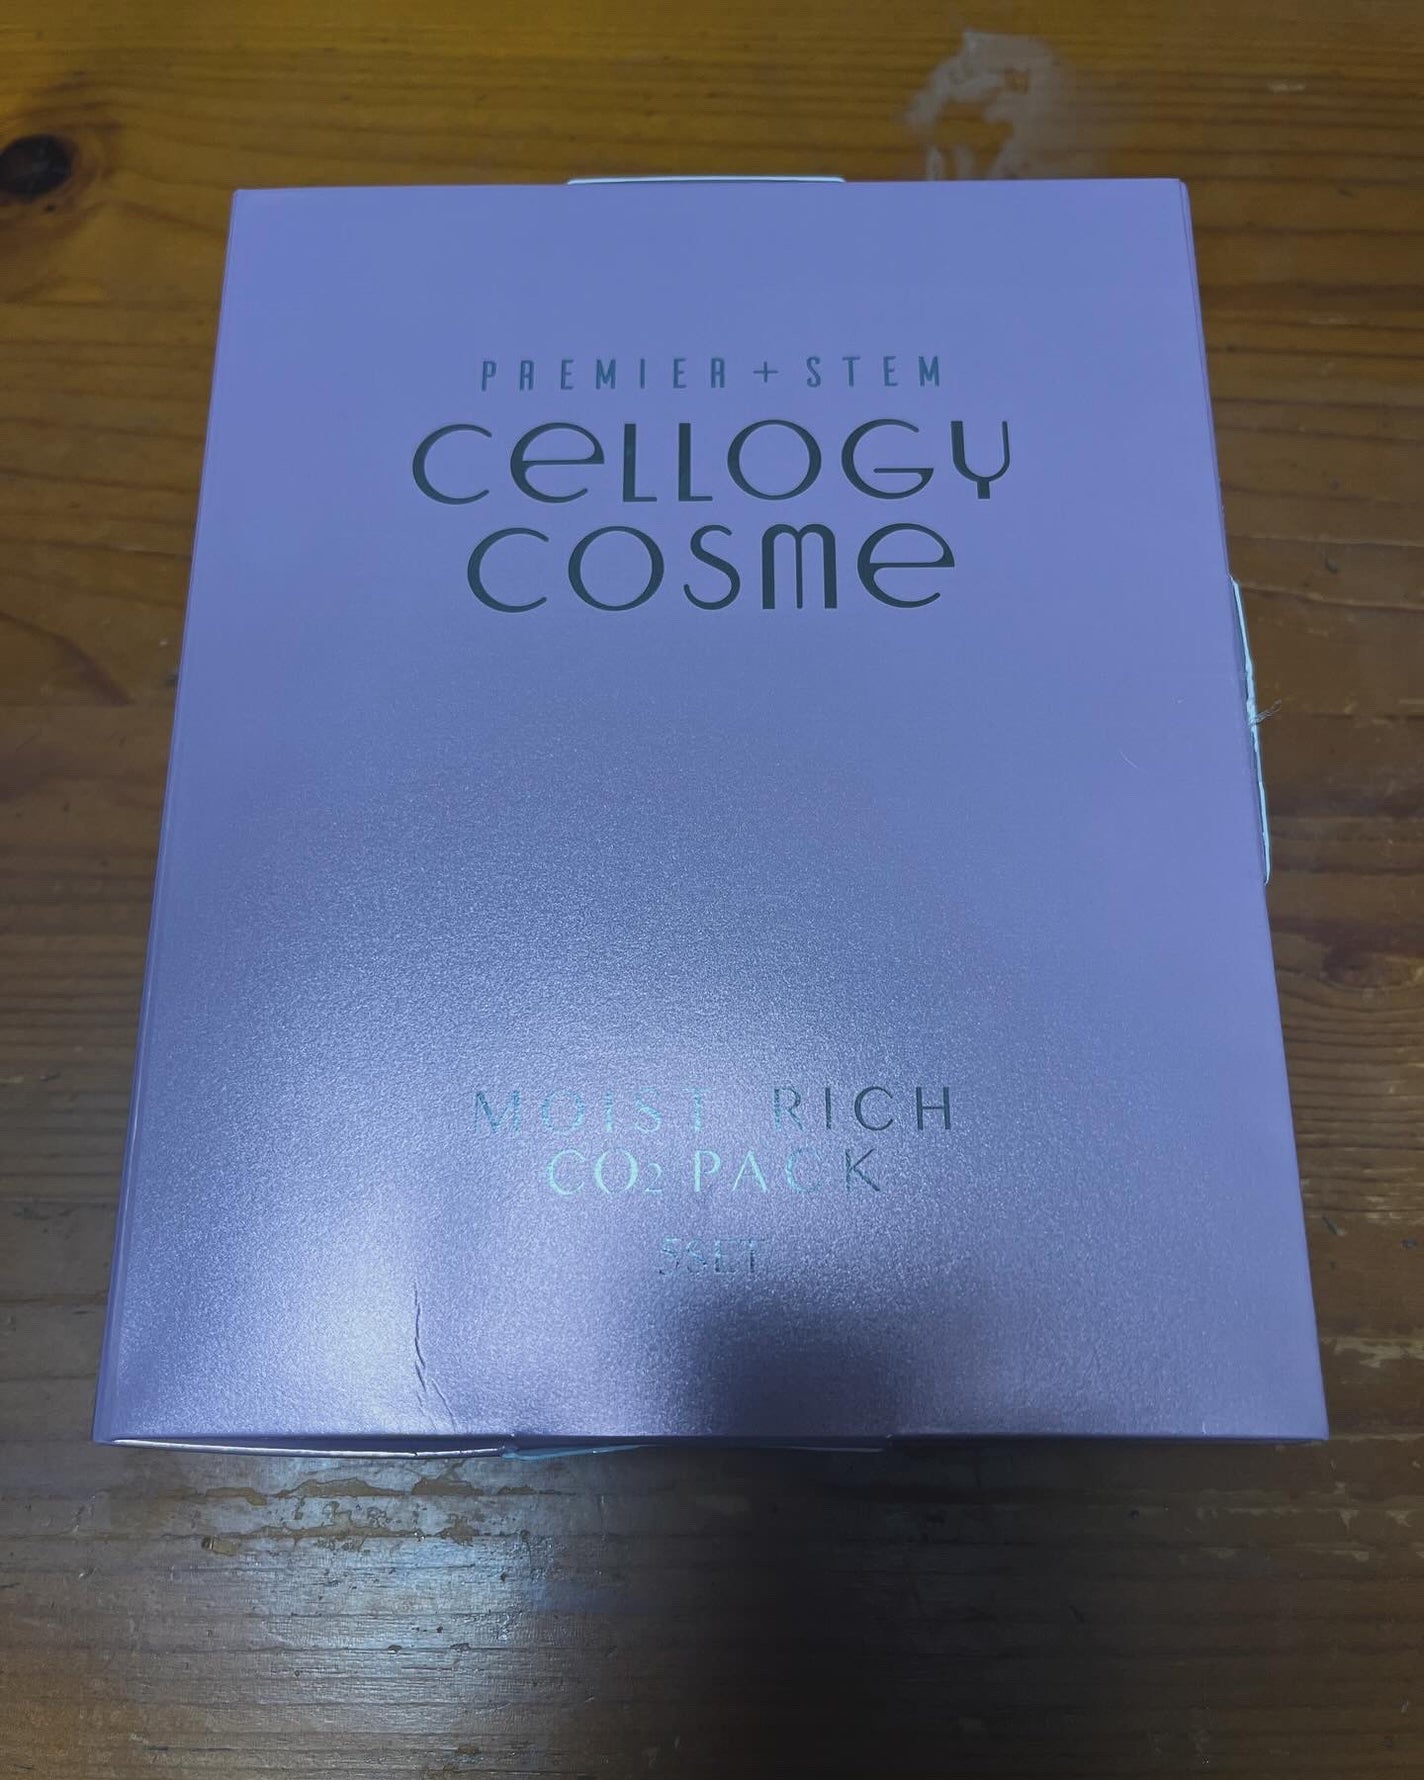 PREMIER+STEM
CELLOGY
COSME
MOIST RICH
CO₂ PACK
5SET